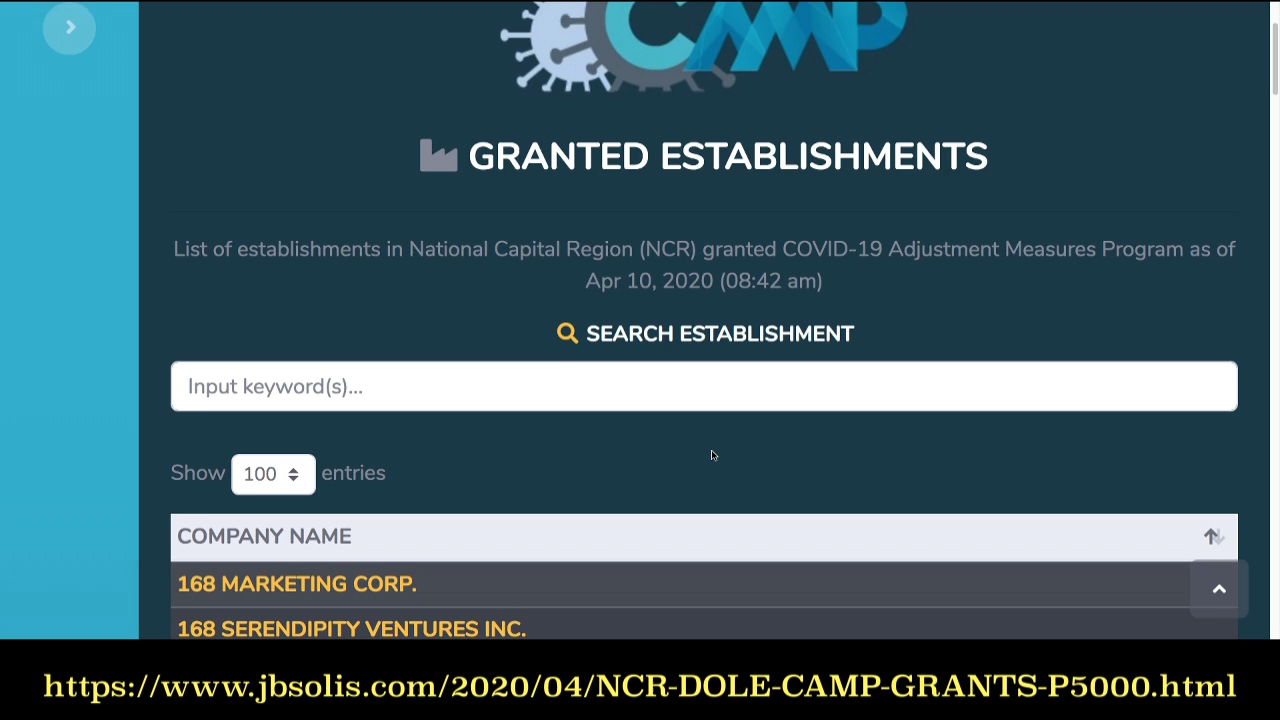 CAMP
GRANTED ESTABLISHMENTS
List of establishments in National Capital Region (NCR) granted COVID-19 Adjustment Measures Program as of
Apr 10, 2020 (08:42 am)
SEARCH ESTABLISHMENT
Input keyword(s)...
Show 100 entries
COMPANY NAME
168 MARKETING CORP.
168 SERENDIPITY VENTURES INC.
https://www.jbsolis.com/2020/04/NCR-DOLE-CAMP-GRANTS-P5000.html